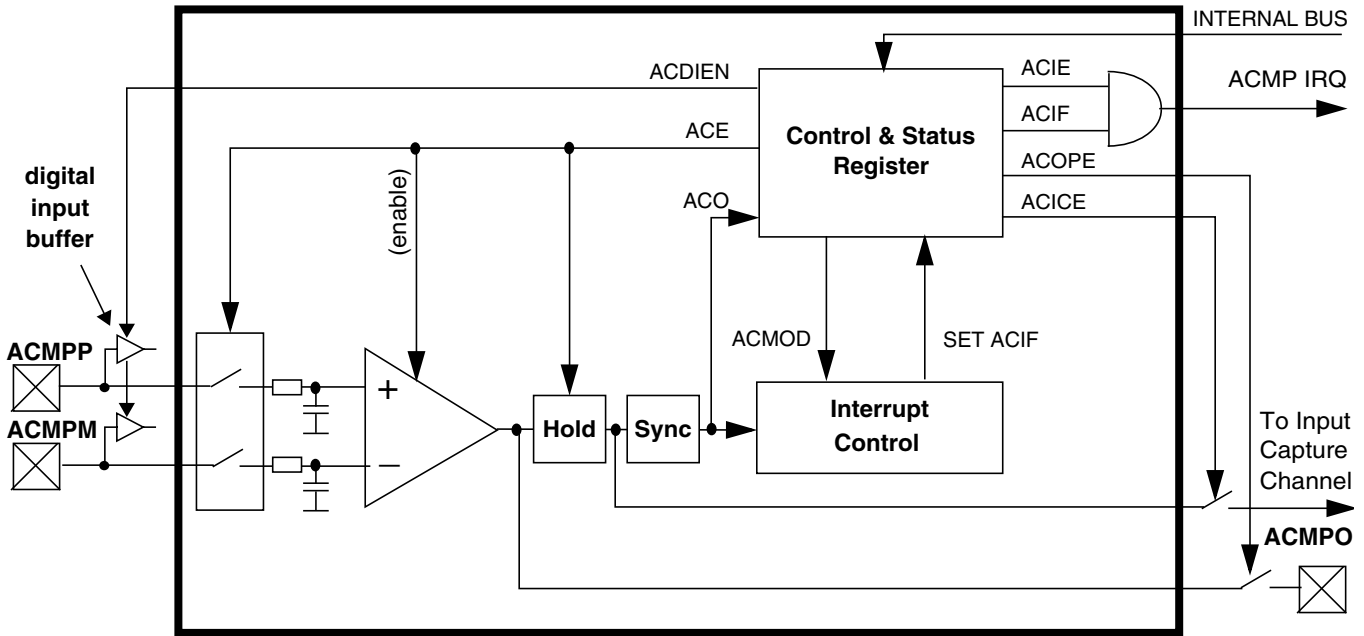 INTERNAL BUS
ACDIEN
ACIE
ACMP IRQ
ACE
Control & Status
Register
ACIF
ACOPE
digital
input
buffer
(enable)
ACO
ACICE
ACMPP
ACMOD
SET ACIF
+
ACMPM
Hold
Sync
Interrupt
Control
−
To Input
Capture
Channel
ACMPO